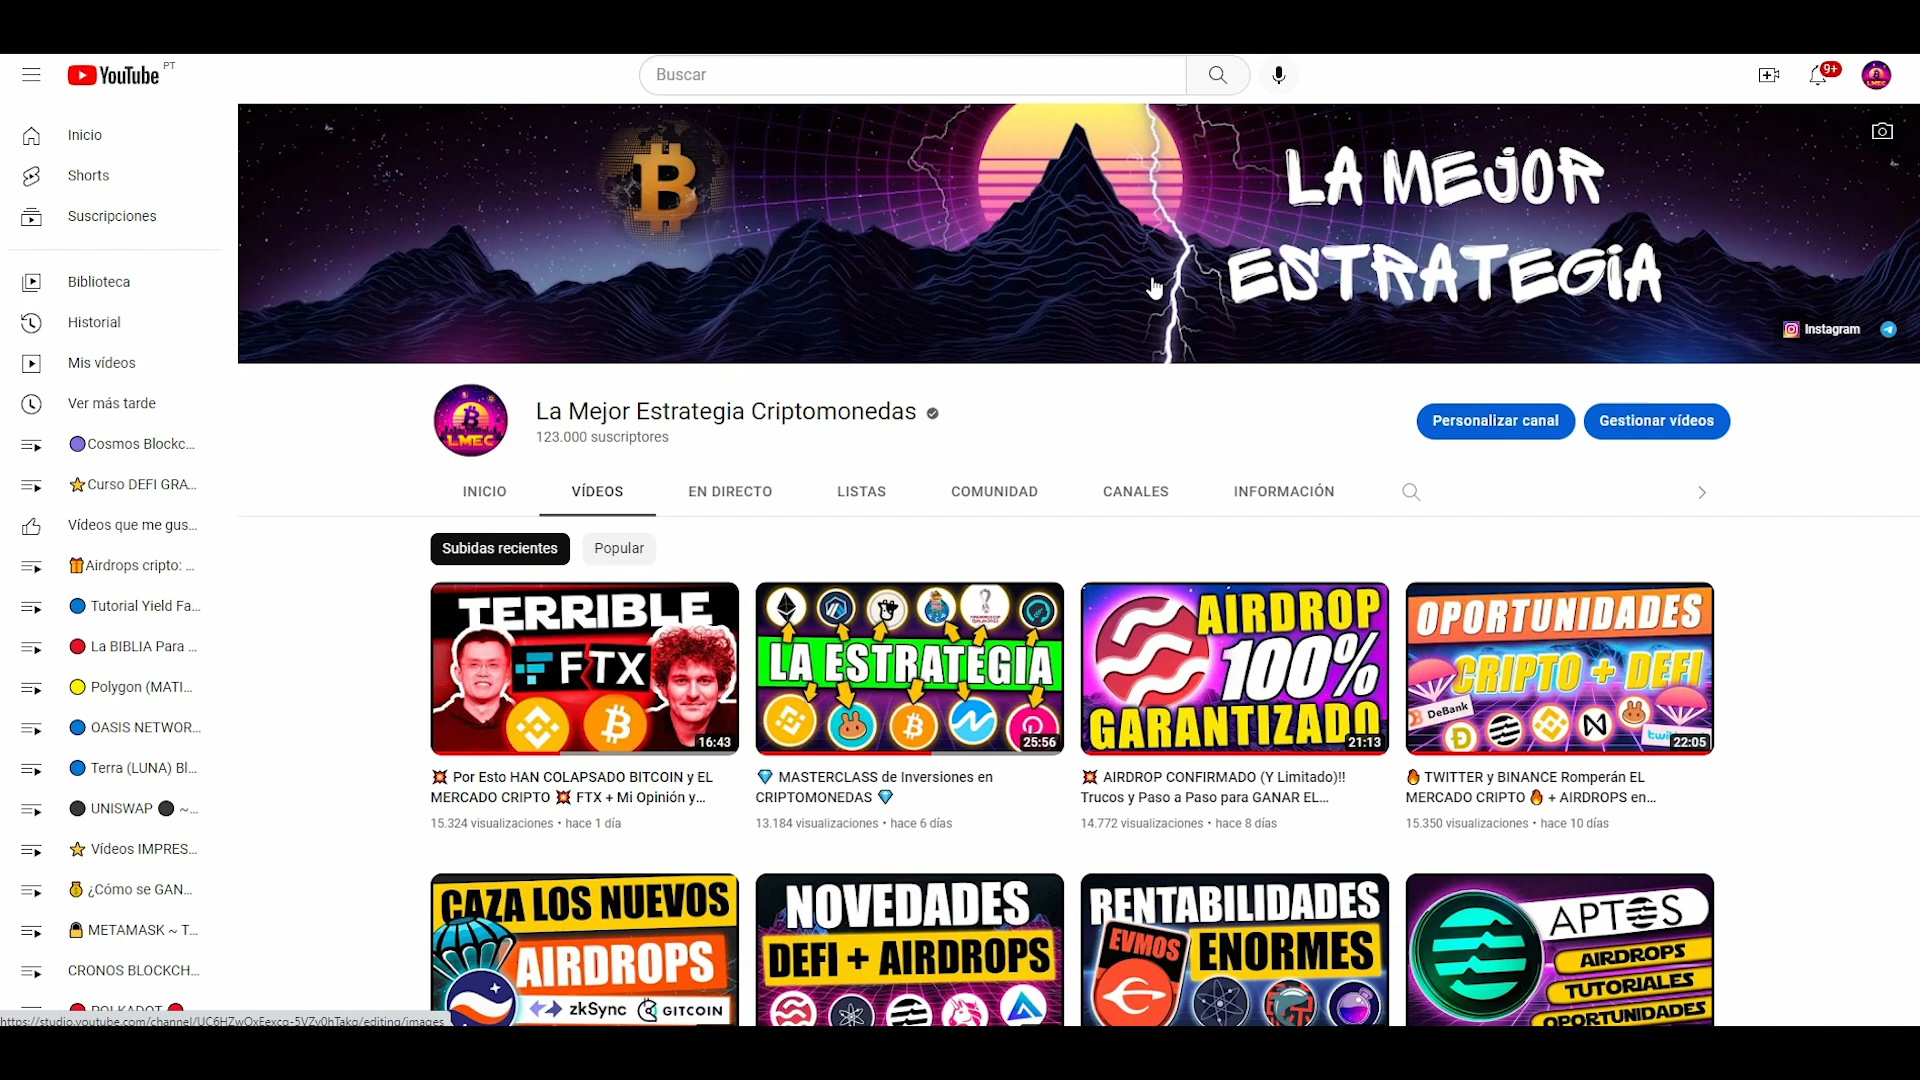 YouTube PT
Buscar
9+
Inicio
Shorts
Suscripciones
Biblioteca
Historial
Mis vídeos
Ver más tarde
Cosmos Blockc...
Curso DEFI GRA...
Vídeos que me gus...
Airdrops cripto: ...
Tutorial Yield Fa...
La BIBLIA Para ...
Polygon (MATI...
OASIS NETWOR...
Terra (LUNA) Bl...
UNISWAP ⚫ ~...
Vídeos IMPRES...
¿Cómo se GAN...
METAMASK ~ T...
CRONOS BLOCKCH...
POLKADOT
LA MEJOR
ESTRATEGIA
Instagram
LMEC
La Mejor Estrategia Criptomonedas
123.000 suscriptores
Personalizar canal
Gestionar vídeos
INICIO
VÍDEOS
EN DIRECTO
LISTAS
COMUNIDAD
CANALES
INFORMACIÓN
Subidas recientes
Popular
TERRIBLE
FTX
16:43
💥 Por Esto HAN COLAPSADO BITCOIN y EL
MERCADO CRIPTO 💥 FTX + Mi Opinión y...
15.324 visualizaciones • hace 1 día
LA ESTRATEGIA
25:56
💎 MASTERCLASS de Inversiones en
CRIPTOMONEDAS 💎
13.184 visualizaciones • hace 6 días
AIRDROP
100%
GARANTIZADO
21:13
💥 AIRDROP CONFIRMADO (Y Limitado)!!
Trucos y Paso a Paso para GANAR EL...
14.772 visualizaciones • hace 8 días
OPORTUNIDADES
CRIPTO + DEFI
DeBank
22:05
🔥 TWITTER y BINANCE Romperán EL
MERCADO CRIPTO 🔥 + AIRDROPS en...
15.350 visualizaciones • hace 10 días
CAZA LOS NUEVOS
AIRDROPS
zkSync GITCOIN
NOVEDADES
DEFI + AIRDROPS
RENTABILIDADES
EVMOS ENORMES
APTOS
AIRDROPS
TUTORIALES
OPORTUNIDADES